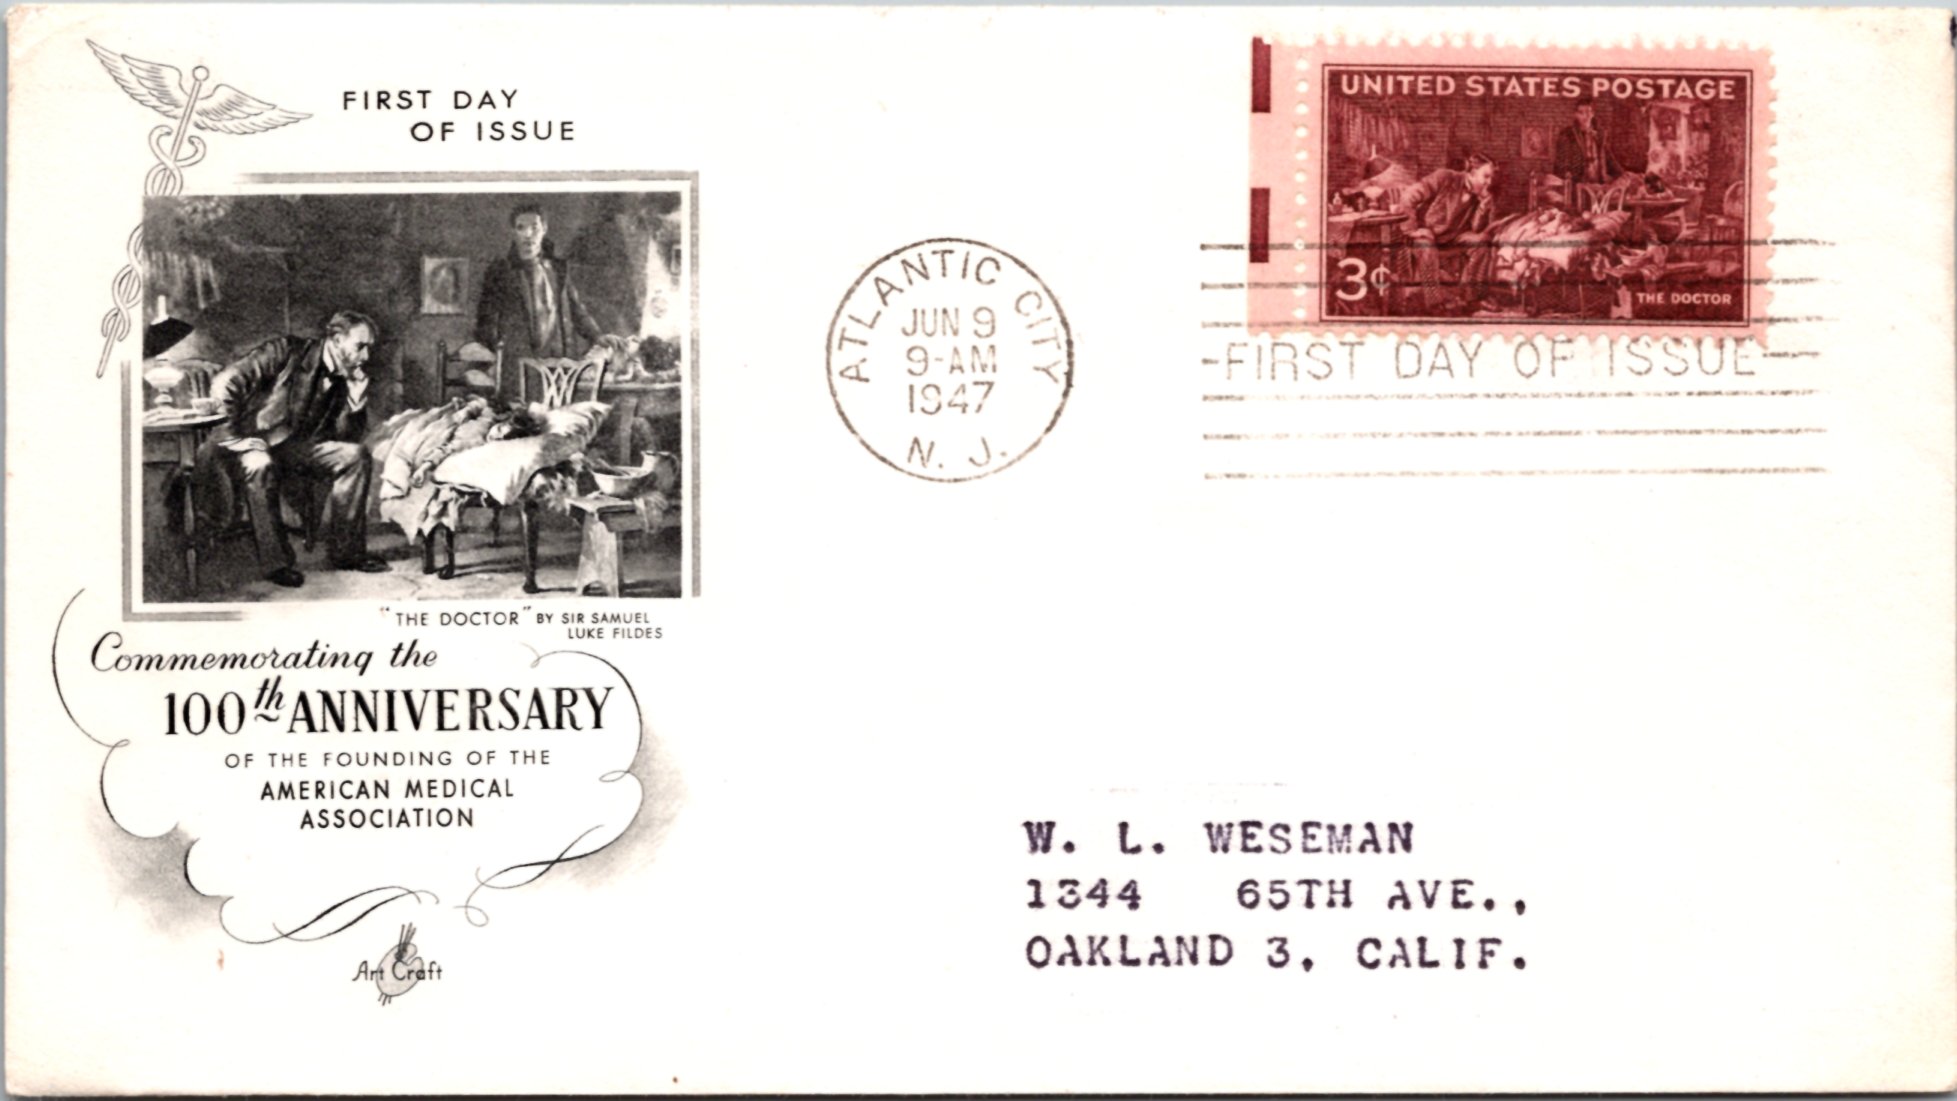 FIRST DAY
OF ISSUE
"THE DOCTOR" BY SIR SAMUEL
LUKE FILDES
Commemorating the
100th ANNIVERSARY
OF THE FOUNDING OF THE
AMERICAN MEDICAL
ASSOCIATION
Art Craft
ATLANTIC CITY
JUN 9
9-AM
1947
N. J.
UNITED STATES POSTAGE
3¢
THE DOCTOR
FIRST DAY OF ISSUE
W. L. WESEMAN
1344 65TH AVE.,
OAKLAND 3, CALIF.